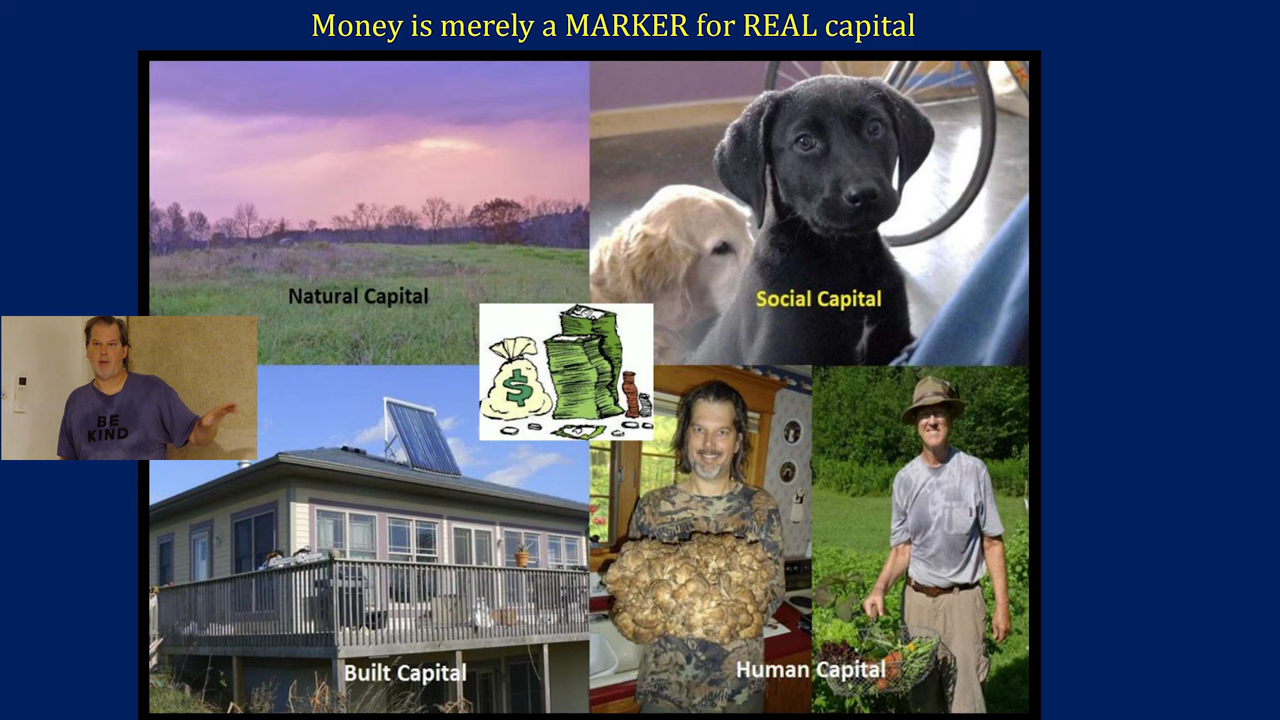 Money is merely a MARKER for REAL capital
Natural Capital
Social Capital
$
BE
KIND
Built Capital
Human Capital